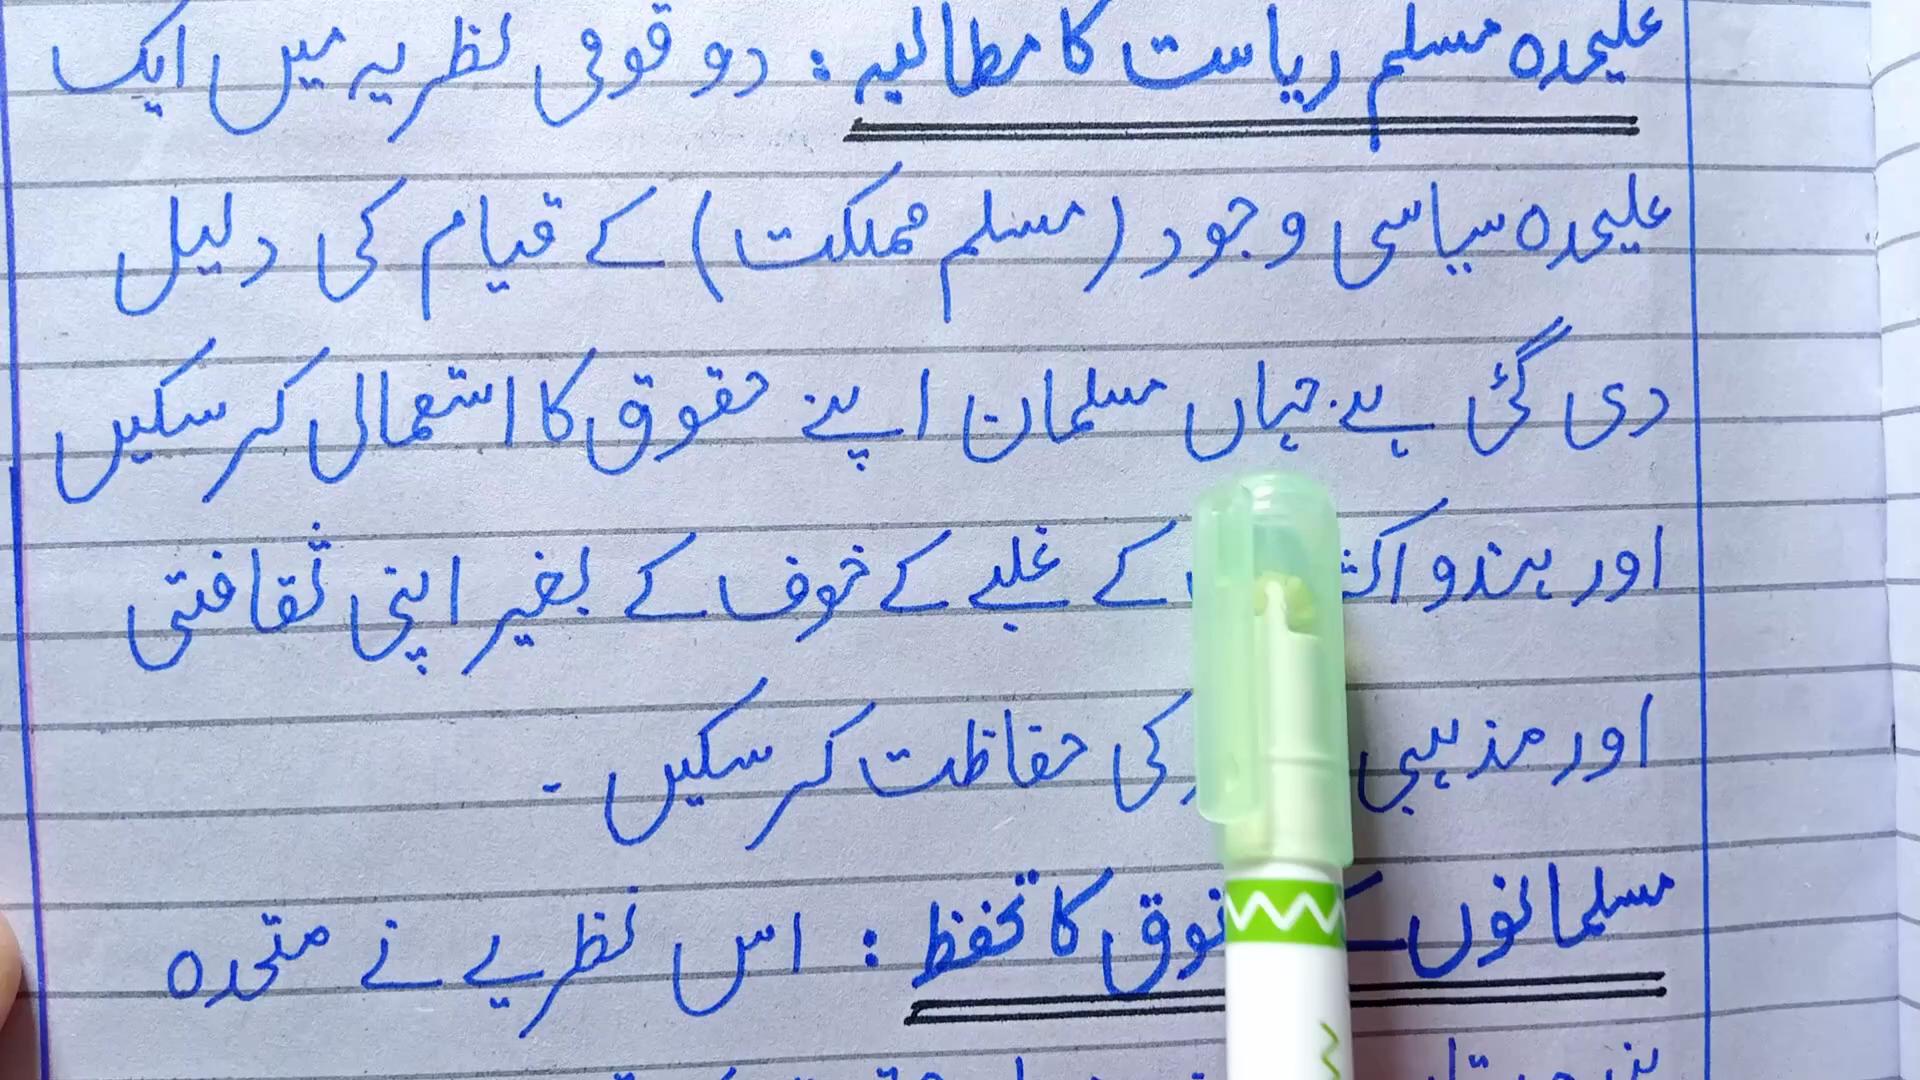 علیحدہ مسلم ریاست کا مطالبہ : دو قومی نظریہ میں ایک
علیحدہ سیاسی وجود (مسلم مملکت) کے قیام کی دلیل
دی گئی ہے۔ جہاں مسلمان اپنے حقوق کا استعمال کر سکیں
اور ہندو کے غلبے کے خوف کے بغیر اپنی ثقافتی
اور مذہبی کی حفاظت کر سکیں ۔
مسلمانوں کا تحفظ : اس نظریے نے متحدہ